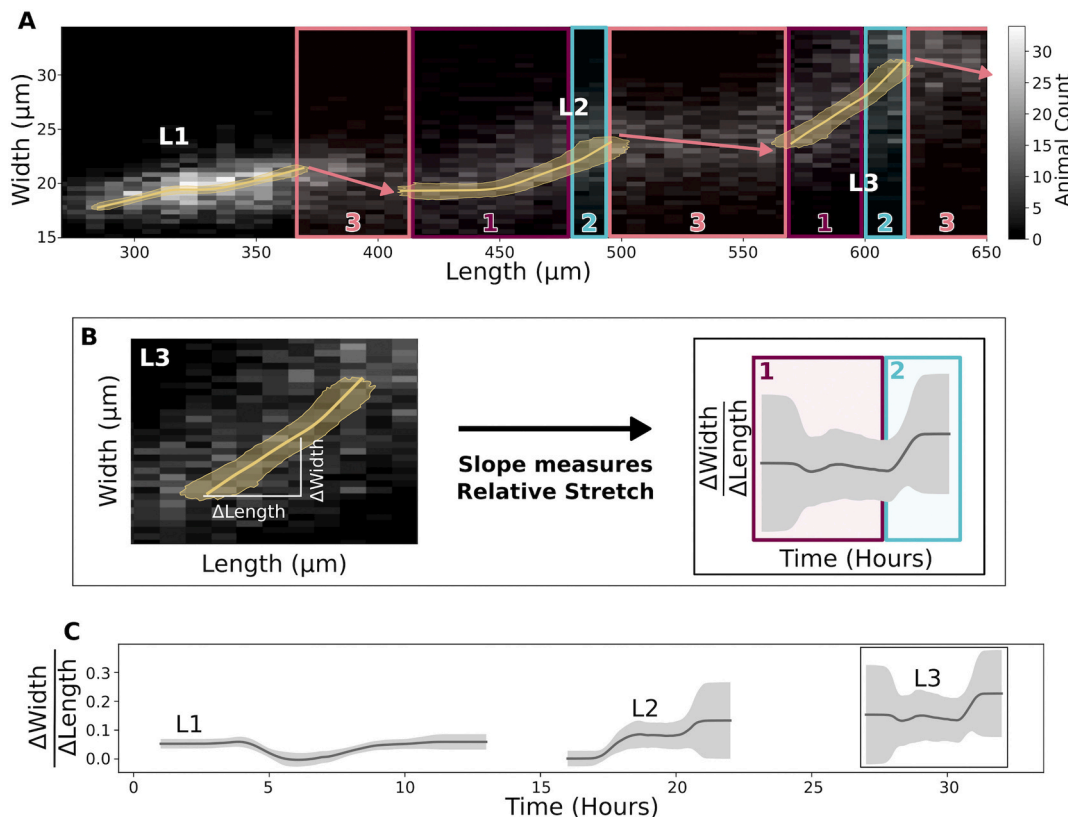 A
Width (µm)
30
25
20
15
L1
L2
L3
3
1
2
3
1
2
3
300
350
400
450
500
550
600
650
Length (µm)
30
25
20
15
10
5
0
Animal Count
B
L3
Width (µm)
ΔWidth
ΔLength
Length (µm)
Slope measures
Relative Stretch
ΔWidth
ΔLength
1
2
Time (Hours)
C
ΔWidth
ΔLength
0.3
0.2
0.1
0.0
L1
L2
L3
0
5
10
15
20
25
30
Time (Hours)